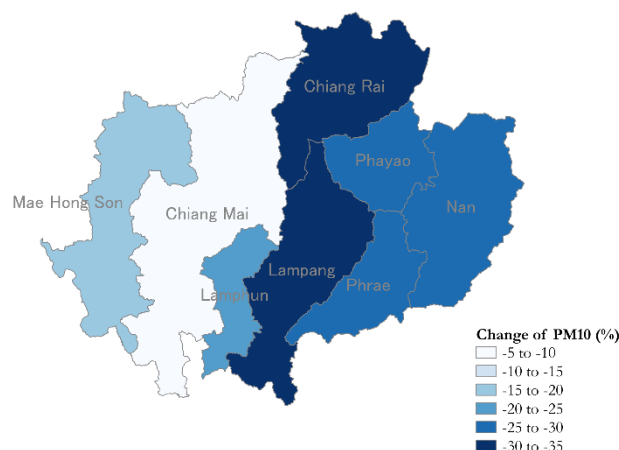 Chiang Rai
Phayao
Mae Hong Son
Chiang Mai
Nan
Lampang
Lamphun
Phrae
Change of PM10 (%)
-5 to -10
-10 to -15
-15 to -20
-20 to -25
-25 to -30
-30 to -35